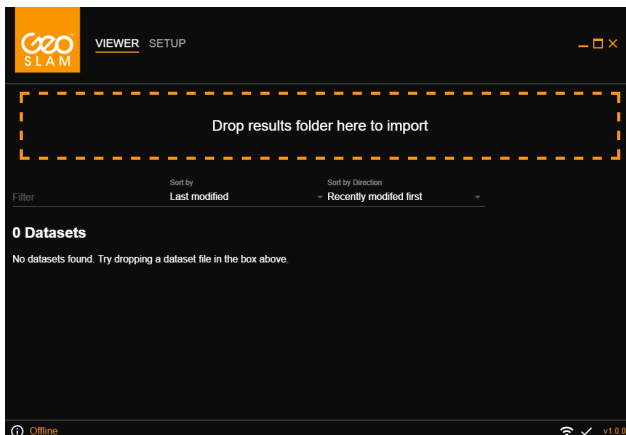 GEO
SLAM
VIEWER SETUP
Drop results folder here to import
Sort by Sort by Direction
Filter Last modified Recently modifed first
0 Datasets
No datasets found. Try dropping a dataset file in the box above.
Offline v1.0.0